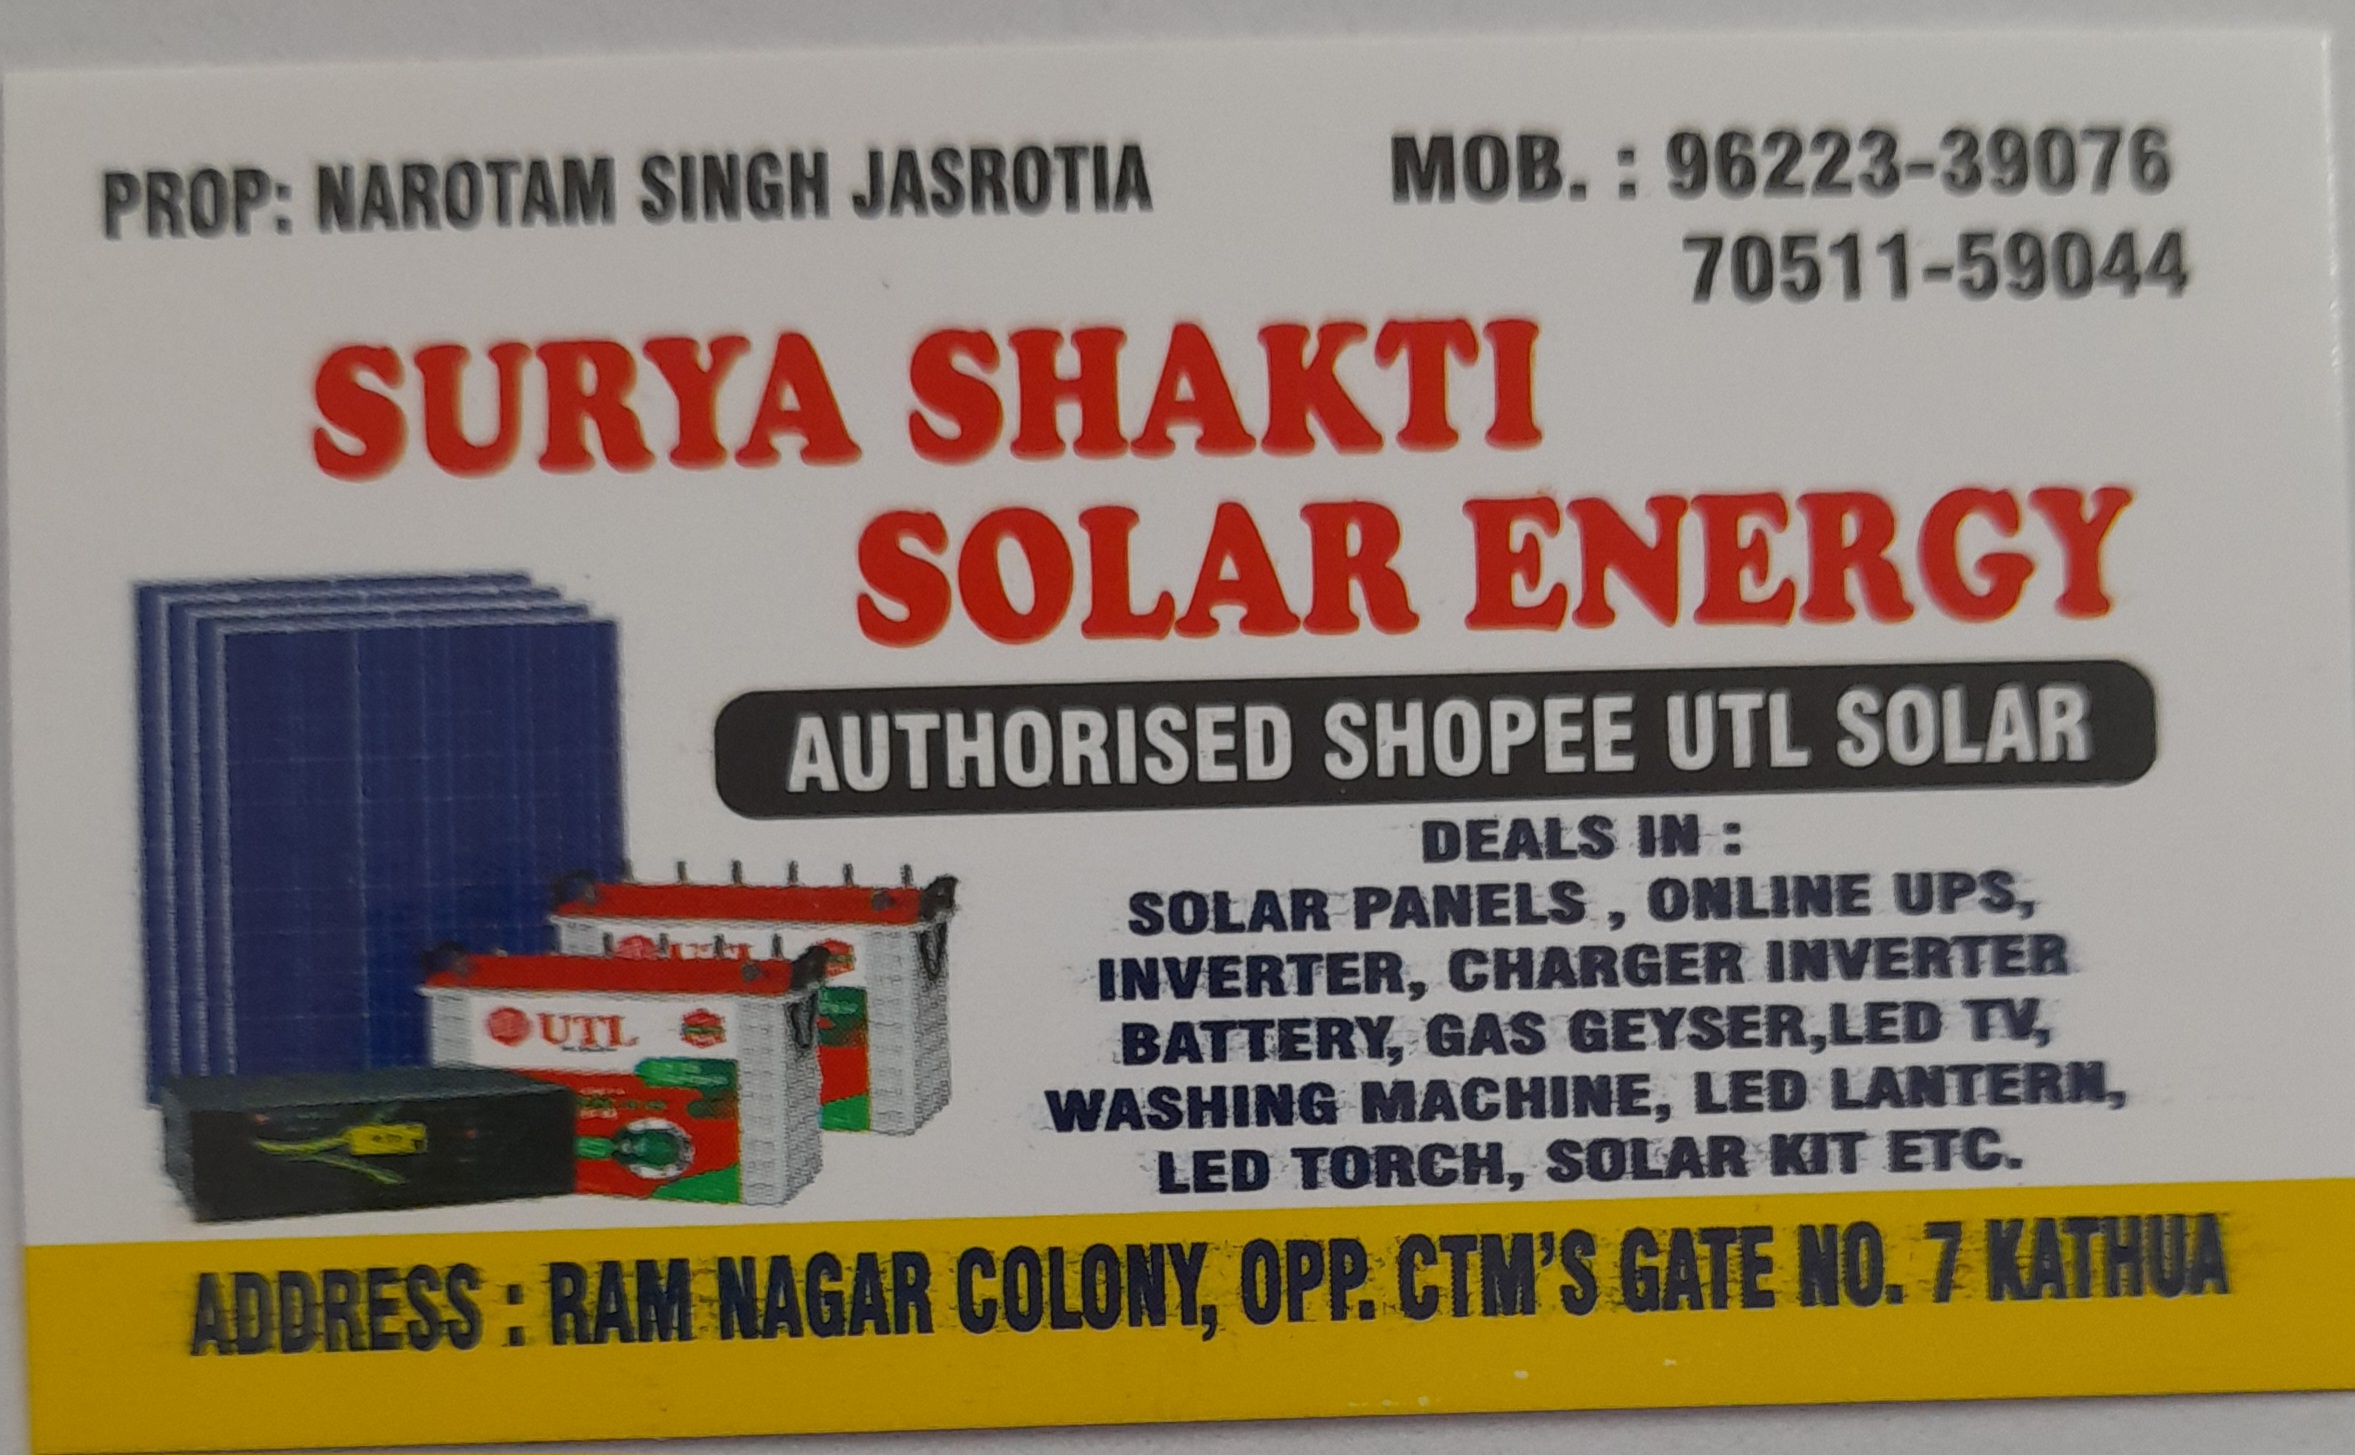 PROP: NAROTAM SINGH JASROTIA
MOB. : 96223-39076
70511-59044
SURYA SHAKTI
SOLAR ENERGY
AUTHORISED SHOPEE UTL SOLAR
DEALS IN :
SOLAR PANELS , ONLINE UPS,
INVERTER, CHARGER INVERTER
BATTERY, GAS GEYSER,LED TV,
WASHING MACHINE, LED LANTERN,
LED TORCH, SOLAR KIT ETC.
UTL
ADDRESS : RAM NAGAR COLONY, OPP. CTM'S GATE NO. 7 KATHUA